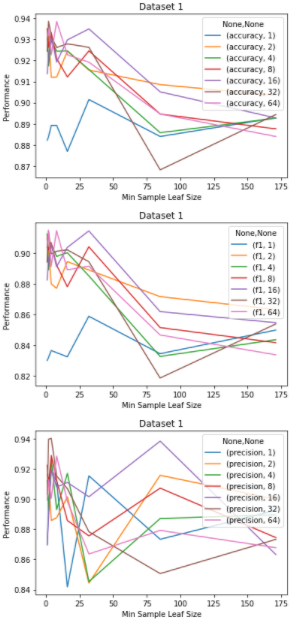 Dataset 1
0.94
0.93
0.92
0.91
0.90
0.89
0.88
0.87
Performance
None,None
(accuracy, 1)
(accuracy, 2)
(accuracy, 4)
(accuracy, 8)
(accuracy, 16)
(accuracy, 32)
(accuracy, 64)
0 25 50 75 100 125 150 175
Min Sample Leaf Size
Dataset 1
0.90
0.88
0.86
0.84
0.82
Performance
None,None
(f1, 1)
(f1, 2)
(f1, 4)
(f1, 8)
(f1, 16)
(f1, 32)
(f1, 64)
0 25 50 75 100 125 150 175
Min Sample Leaf Size
Dataset 1
0.94
0.92
0.90
0.88
0.86
0.84
Performance
None,None
(precision, 1)
(precision, 2)
(precision, 4)
(precision, 8)
(precision, 16)
(precision, 32)
(precision, 64)
0 25 50 75 100 125 150 175
Min Sample Leaf Size